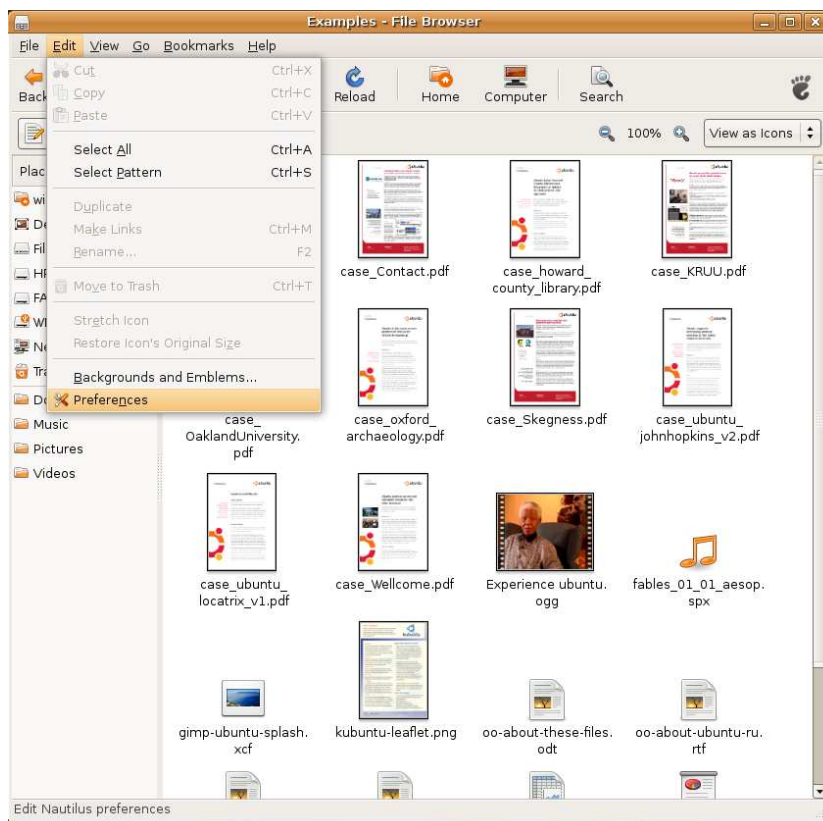 Examples - File Browser
File Edit View Go Bookmarks Help
Back
Reload
Home
Computer
Search
100%
View as Icons
Cut Ctrl+X
Copy Ctrl+C
Paste Ctrl+V
Select All Ctrl+A
Select Pattern Ctrl+S
Duplicate
Make Links Ctrl+M
Rename... F2
Move to Trash Ctrl+T
Stretch Icon
Restore Icon's Original Size
Backgrounds and Emblems...
Preferences
Music
Pictures
Videos
case_Contact.pdf
case_howard_
county_library.pdf
case_KRUU.pdf
case_
OaklandUniversity.
pdf
case_oxford_
archaeology.pdf
case_Skegness.pdf
case_ubuntu_
johnhopkins_v2.pdf
case_ubuntu_
locatrix_v1.pdf
case_Wellcome.pdf
Experience ubuntu.
ogg
fables_01_01_aesop.
spx
gimp-ubuntu-splash.
xcf
kubuntu-leaflet.png
oo-about-these-files.
odt
oo-about-ubuntu-ru.
rtf
Edit Nautilus preferences